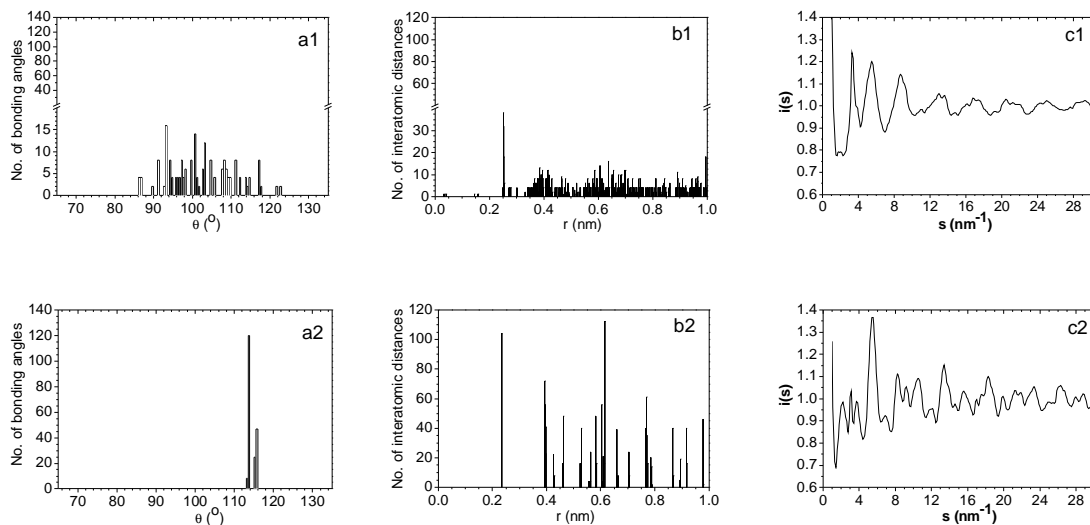 No. of bonding angles
140
120
100
80
60
40
15
10
5
0
70 80 90 100 110 120 130
θ (°)
a1
No. of interatomic distances
140
120
100
80
60
40
30
20
10
0
0.0 0.2 0.4 0.6 0.8 1.0
r (nm)
b1
i(s)
1.4
1.3
1.2
1.1
1.0
0.9
0.8
0.7
0.6
0 4 8 12 16 20 24 28
s (nm⁻¹)
c1
No. of bonding angles
140
120
100
80
60
40
20
0
70 80 90 100 110 120 130
θ (°)
a2
No. of interatomic distances
120
100
80
60
40
20
0
0.0 0.2 0.4 0.6 0.8 1.0
r (nm)
b2
i(s)
1.4
1.3
1.2
1.1
1.0
0.9
0.8
0.7
0.6
0 4 8 12 16 20 24 28
s (nm⁻¹)
c2